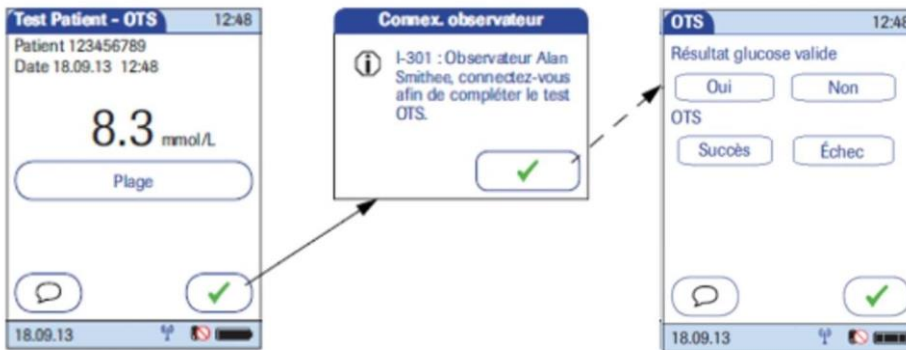 Test Patient - OTS 12:48
Patient 123456789
Date 18.09.13 12:48
8.3 mmol/L
Plage
18.09.13
Connex. observateur
I-301 : Observateur Alan
Smithee, connectez-vous
afin de compléter le test
OTS.
OTS 12:48
Résultat glucose valide
Oui Non
OTS
Succès Échec
18.09.13